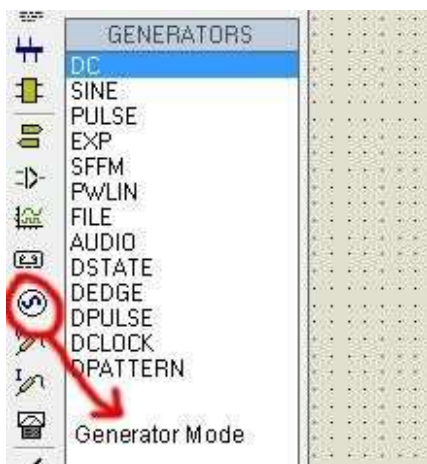 GENERATORS
DC
SINE
PULSE
EXP
SFFM
PWLIN
FILE
AUDIO
DSTATE
DEDGE
DPULSE
DCLOCK
DPATTERN
Generator Mode